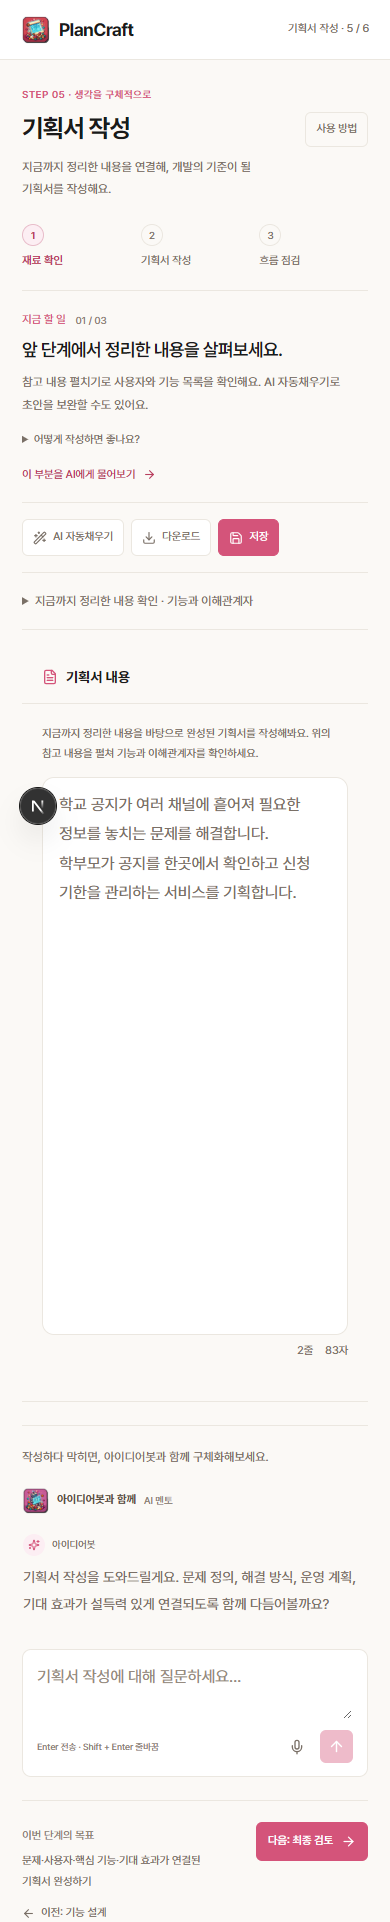 PlanCraft
기획서 작성 · 5 / 6
STEP 05 · 생각을 구체적으로
기획서 작성
사용 방법
지금까지 정리한 내용을 연결해, 개발의 기준이 될
기획서를 작성해요.
1
2
3
재료 확인
기획서 작성
흐름 점검
지금 할 일 01 / 03
앞 단계에서 정리한 내용을 살펴보세요.
참고 내용 펼치기로 사용자와 기능 목록을 확인해요. AI 자동채우기로
초안을 보완할 수도 있어요.
▶ 어떻게 작성하면 좋나요?
이 부분을 AI에게 물어보기 →
AI 자동채우기
다운로드
저장
▶ 지금까지 정리한 내용 확인 · 기능과 이해관계자
기획서 내용
지금까지 정리한 내용을 바탕으로 완성된 기획서를 작성해봐요. 위의
참고 내용을 펼쳐 기능과 이해관계자를 확인하세요.
N
학교 공지가 여러 채널에 흩어져 필요한
정보를 놓치는 문제를 해결합니다.
학부모가 공지를 한곳에서 확인하고 신청
기한을 관리하는 서비스를 기획합니다.
2줄 83자
작성하다 막히면, 아이디어봇과 함께 구체화해보세요.
아이디어봇과 함께 AI 멘토
아이디어봇
기획서 작성을 도와드릴게요. 문제 정의, 해결 방식, 운영 계획,
기대 효과가 설득력 있게 연결되도록 함께 다듬어볼까요?
기획서 작성에 대해 질문하세요...
Enter 전송 · Shift + Enter 줄바꿈
이번 단계의 목표
문제·사용자·핵심 기능·기대 효과가 연결된
기획서 완성하기
다음: 최종 검토 →
← 이전: 기능 설계